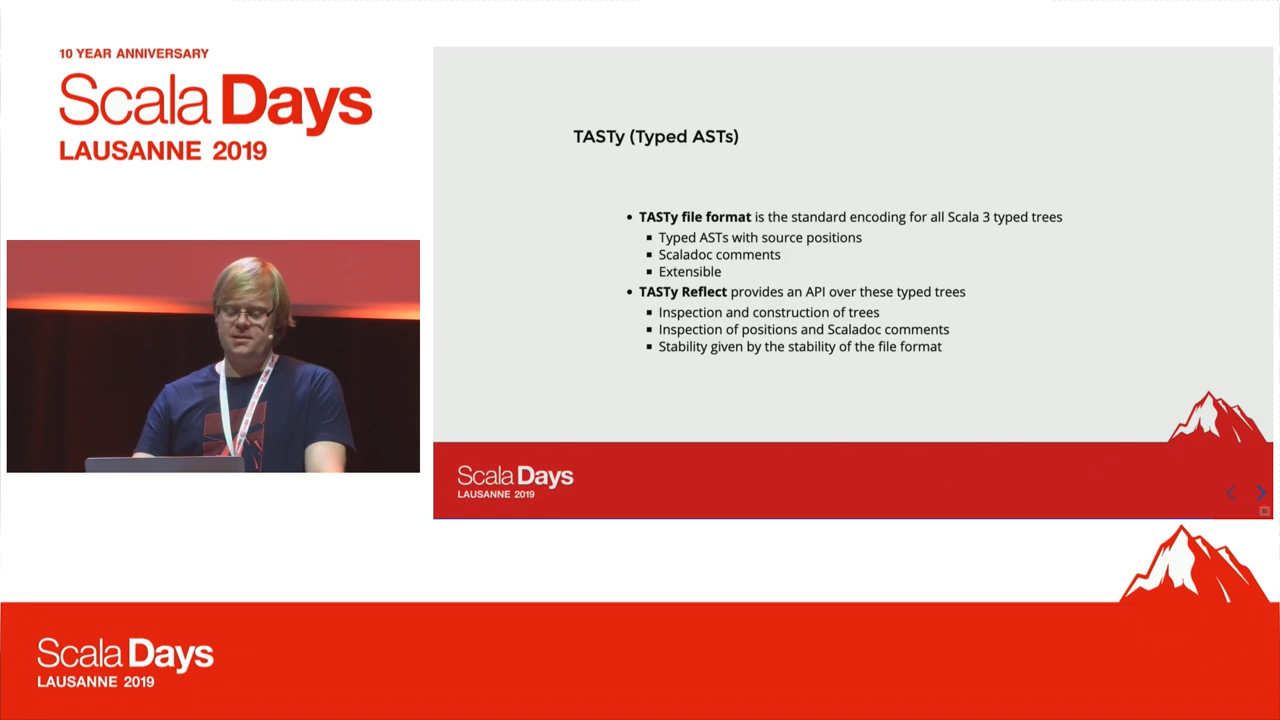 10 YEAR ANNIVERSARY
Scala Days
LAUSANNE 2019
TASTy (Typed ASTs)
TASTy file format is the standard encoding for all Scala 3 typed trees
Typed ASTs with source positions
Scaladoc comments
Extensible
TASTy Reflect provides an API over these typed trees
Inspection and construction of trees
Inspection of positions and Scaladoc comments
Stability given by the stability of the file format
Scala Days
LAUSANNE 2019
Scala Days
LAUSANNE 2019